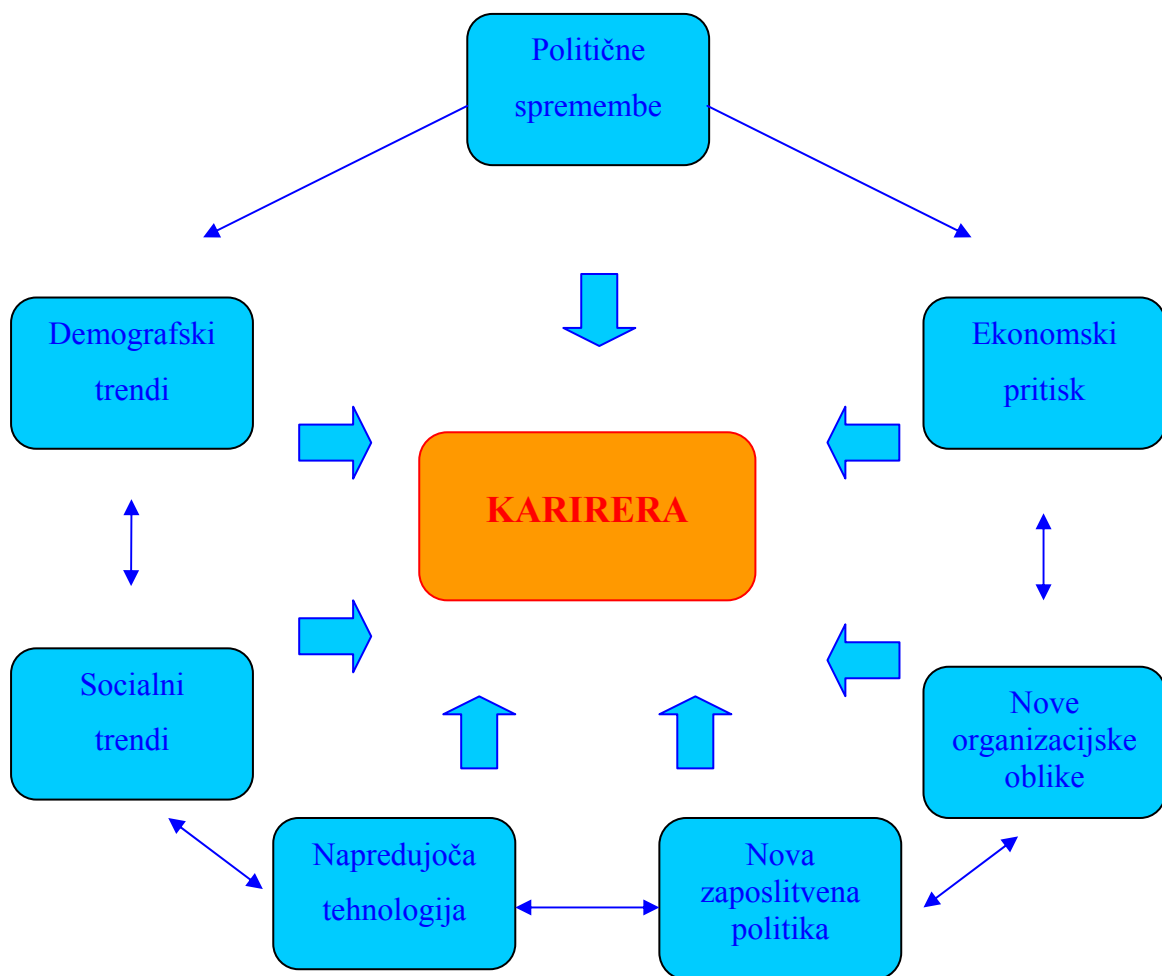 Politične
spremembe
Demografski
trendi
Ekonomski
pritisk
KARIRERA
Socialni
trendi
Nove
organizacijske
oblike
Napredujoča
tehnologija
Nova
zaposlitvena
politika